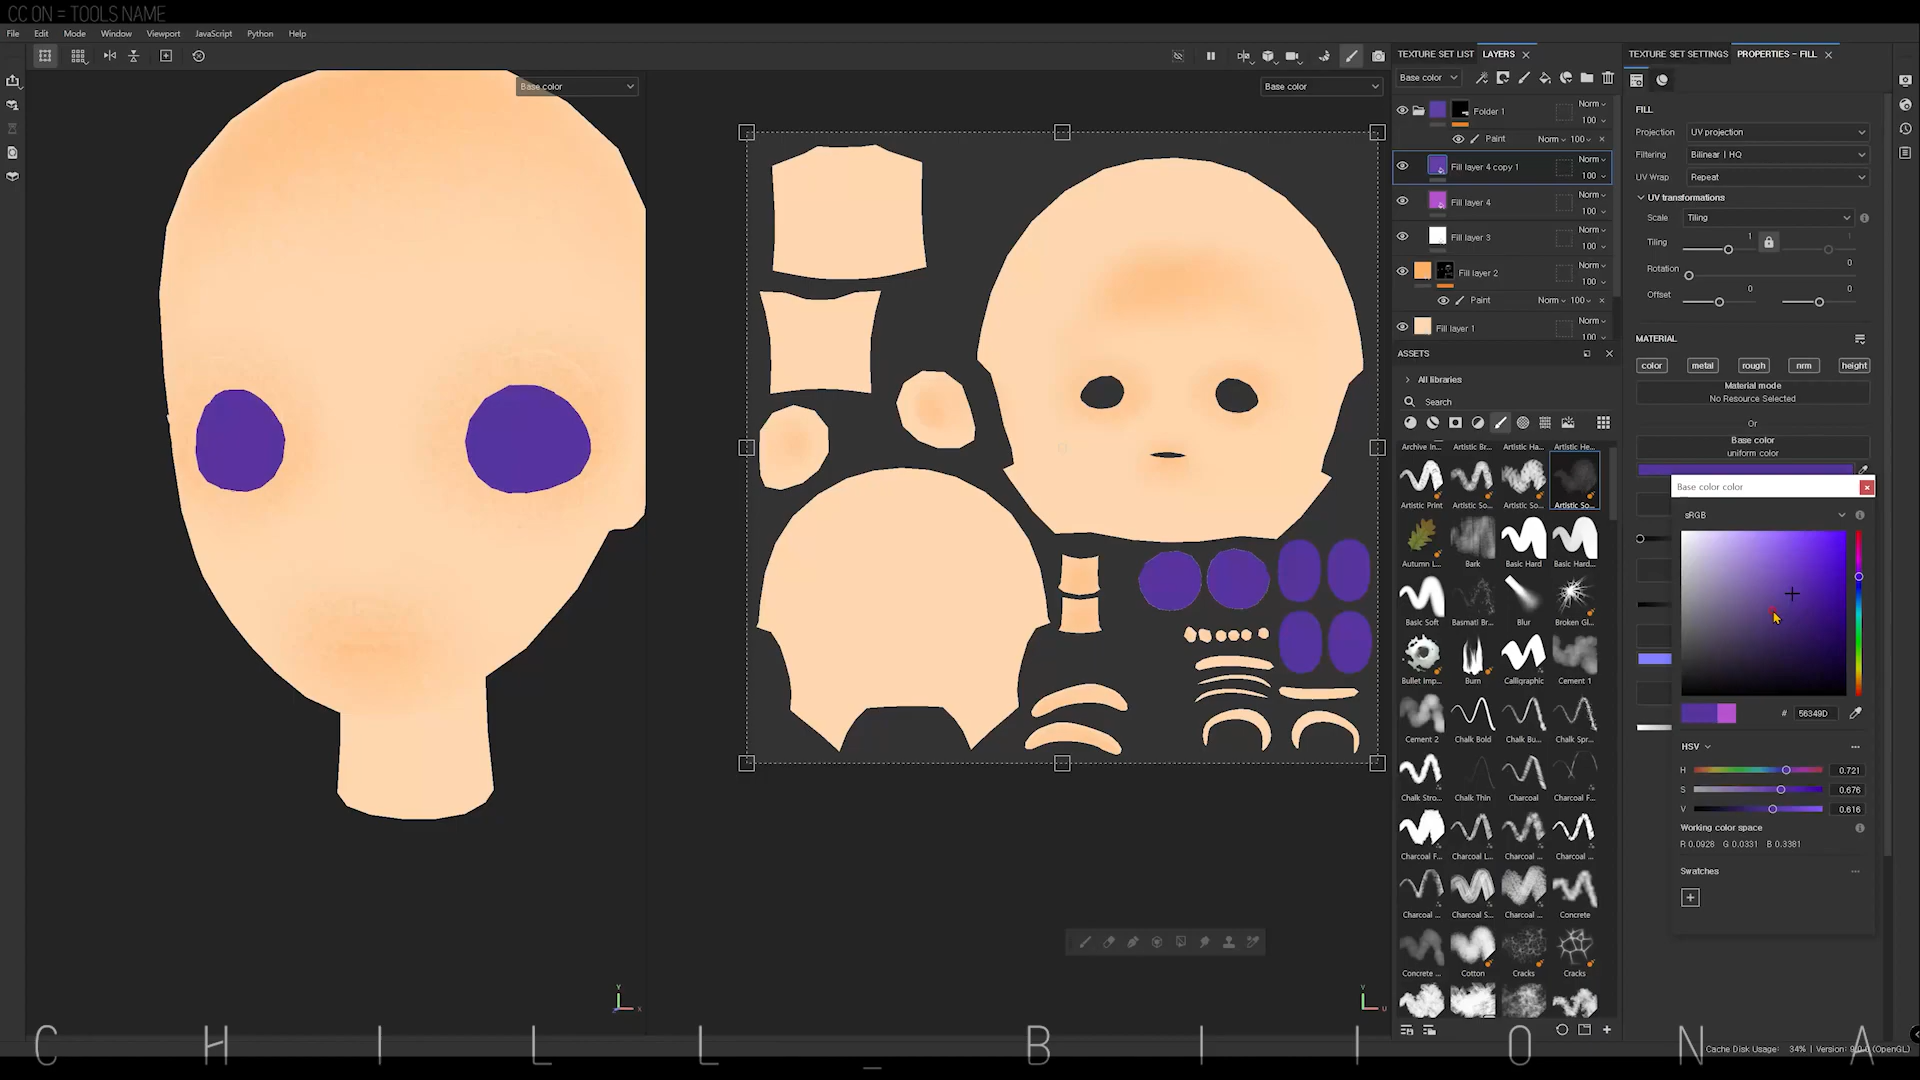 CC ON = TOOLS NAME
File Edit Mode Window Viewport JavaScript Python Help
Base color
Base color
TEXTURE SET LIST LAYERS
Base color
Folder 1 Norm 100
Paint Norm 100
Fill layer 4 copy 1 Norm 100
Fill layer 4 Norm 100
Fill layer 3 Norm 100
Fill layer 2 Norm 100
Paint Norm 100
Fill layer 1 Norm 100
ASSETS
All libraries
Search
Archive In... Artistic Br... Artistic Ha... Artistic He...
Artistic Print Artistic So... Artistic So... Artistic So...
Autumn L... Bark Basic Hard Basic Hard...
Basic Soft Basmati Br... Blur Broken Gl...
Bullet Imp... Burn Calligraphic Cement 1
Cement 2 Chalk Bold Chalk Bu... Chalk Spr...
Chalk Stro... Chalk Thin Charcoal Charcoal F...
Charcoal F... Charcoal L... Charcoal ... Charcoal ...
Charcoal ... Charcoal S... Charcoal ... Concrete
Concrete ... Cotton Cracks Cracks
TEXTURE SET SETTINGS PROPERTIES - FILL
FILL
Projection UV projection
Filtering Bilinear | HQ
UV Wrap Repeat
UV transformations
Scale Tiling
Tiling 1 1
Rotation 0
Offset 0 0
MATERIAL
color metal rough nrm height
Material mode
No Resource Selected
Or
Base color
uniform color
Base color color
sRGB
# 56349D
HSV
H 0.721
S 0.676
V 0.616
Working color space
R 0.0928 G 0.0331 B 0.3381
Swatches
Y X
V U
CHILL_BIIONA
Cache Disk Usage: 34% | Version: (OpenGL)